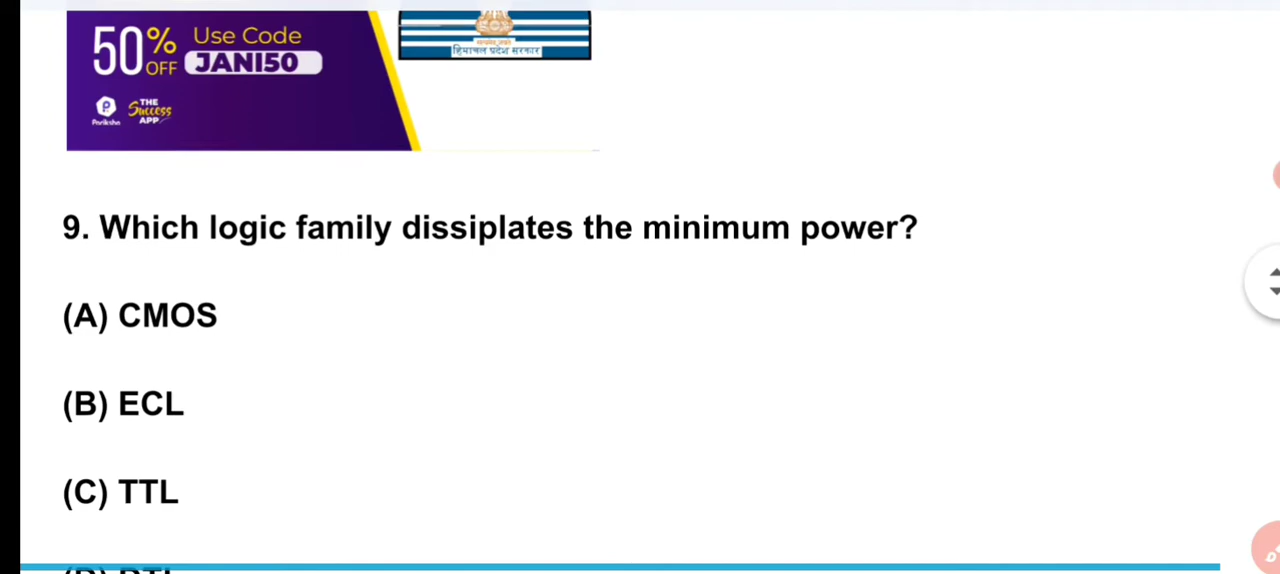 50% OFF Use Code
JANI50
हिमाचल प्रदेश सरकार
THE
Success
APP
Pariksha
9. Which logic family dissiplates the minimum power?
(A) CMOS
(B) ECL
(C) TTL